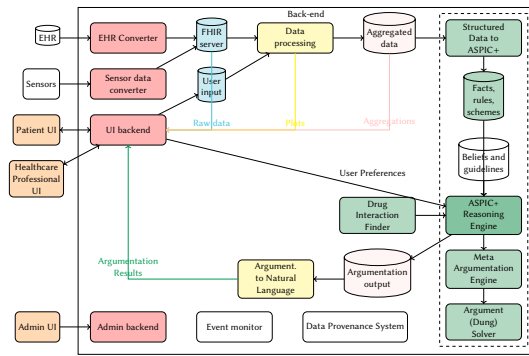 Back-end
EHR
EHR Converter
FHIR
server
Data
processing
Aggregated
data
Structured
Data to
ASPIC+
Sensors
Sensor data
converter
User
input
Facts,
rules,
schemes
Patient UI
UI backend
Raw data
Plots
Aggregations
Healthcare
Professional
UI
Beliefs and
guidelines
User Preferences
Drug
Interaction
Finder
ASPIC+
Reasoning
Engine
Argumentation
Results
Argument.
to Natural
Language
Argumentation
output
Meta
Argumentation
Engine
Admin UI
Admin backend
Event monitor
Data Provenance System
Argument
(Dung)
Solver